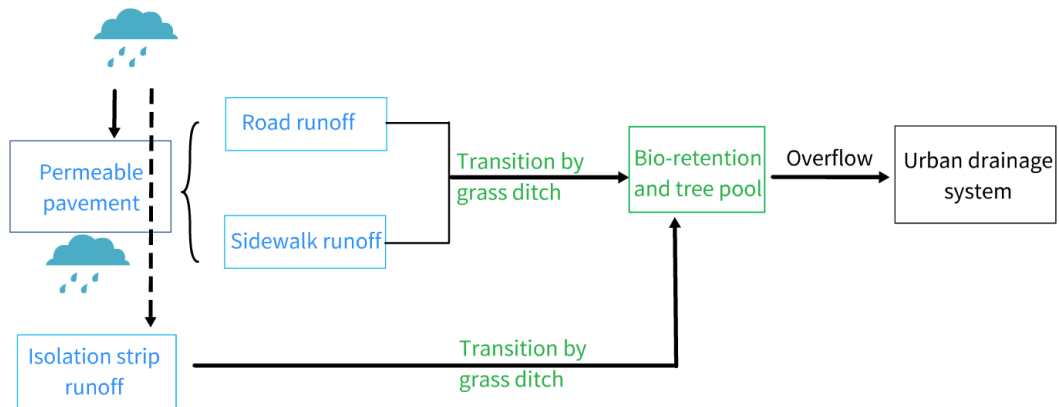 Road runoff
Permeable
pavement
Sidewalk runoff
Transition by
grass ditch
Bio-retention
and tree pool
Overflow
Urban drainage
system
Isolation strip
runoff
Transition by
grass ditch